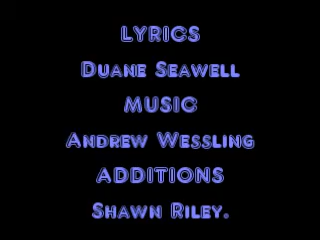 LYRICS
Duane Seawell
MUSIC
Andrew Wessling
ADDITIONS
Shawn Riley.